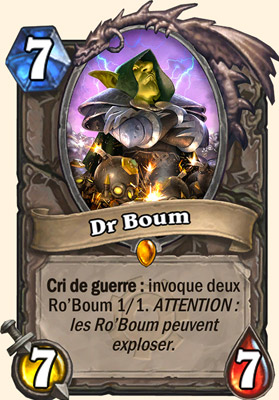 7
Dr Boum
Cri de guerre : invoque deux
Ro'Boum 1/1. ATTENTION :
les Ro'Boum peuvent
exploser.
7
7